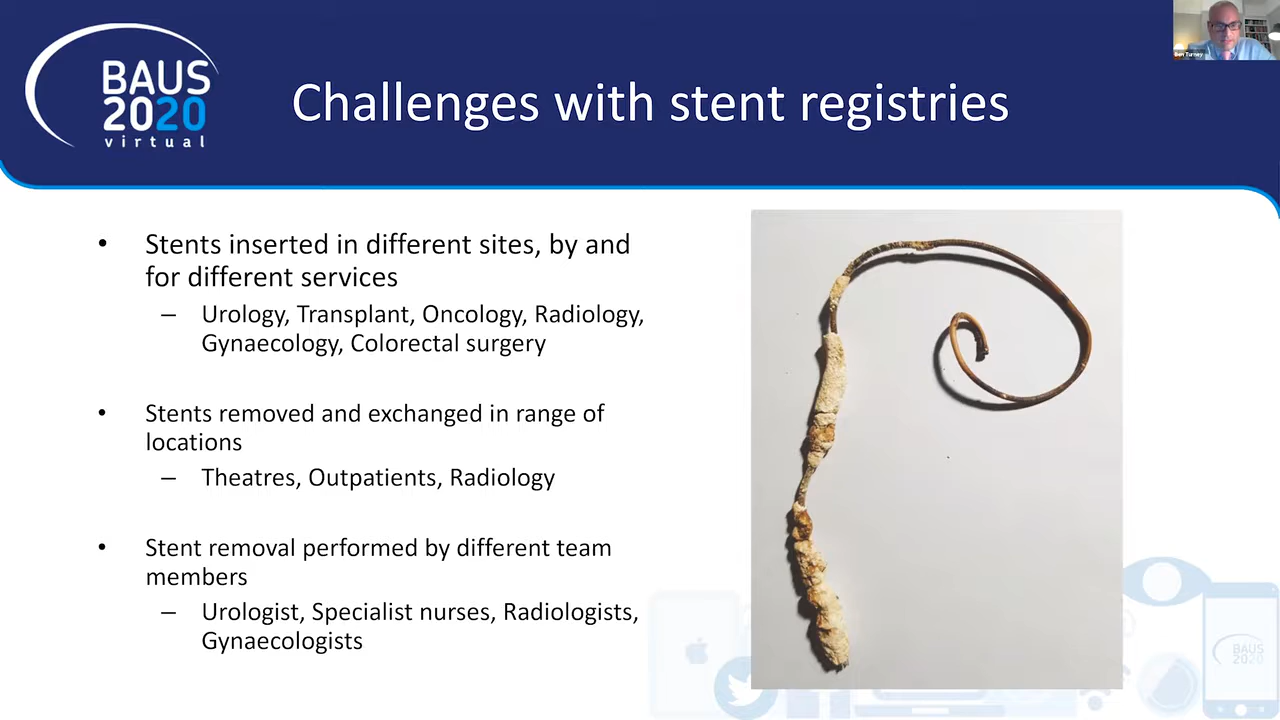 BAUS
2020
virtual
Challenges with stent registries
Ben Turney
• Stents inserted in different sites, by and
for different services
– Urology, Transplant, Oncology, Radiology,
Gynaecology, Colorectal surgery
• Stents removed and exchanged in range of
locations
– Theatres, Outpatients, Radiology
• Stent removal performed by different team
members
– Urologist, Specialist nurses, Radiologists,
Gynaecologists
BAUS
2020